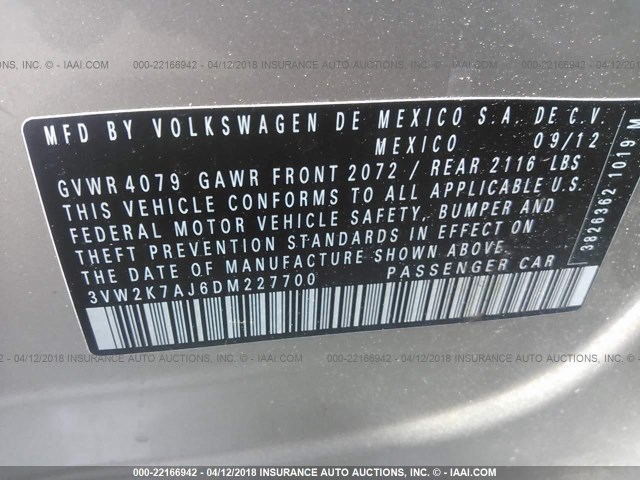 000-22166942 - 04/12/2018 INSURANCE AUTO AUCTIONS, INC. - © IAAI.COM
MFD BY VOLKSWAGEN DE MEXICO S.A. DE C.V.
MEXICO 09/12
GVWR 4079 GAWR FRONT 2072 / REAR 2116 LBS
THIS VEHICLE CONFORMS TO ALL APPLICABLE U.S.
FEDERAL MOTOR VEHICLE SAFETY, BUMPER AND
THEFT PREVENTION STANDARDS IN EFFECT ON
THE DATE OF MANUFACTURE SHOWN ABOVE.
3VW2K7AJ6DM227700 PASSENGER CAR
3826362 1019 M
000-22166942 - 04/12/2018 INSURANCE AUTO AUCTIONS, INC. - © IAAI.COM
000-22166942 - 04/12/2018 INSURANCE AUTO AUCTIONS, INC. - © IAAI.COM